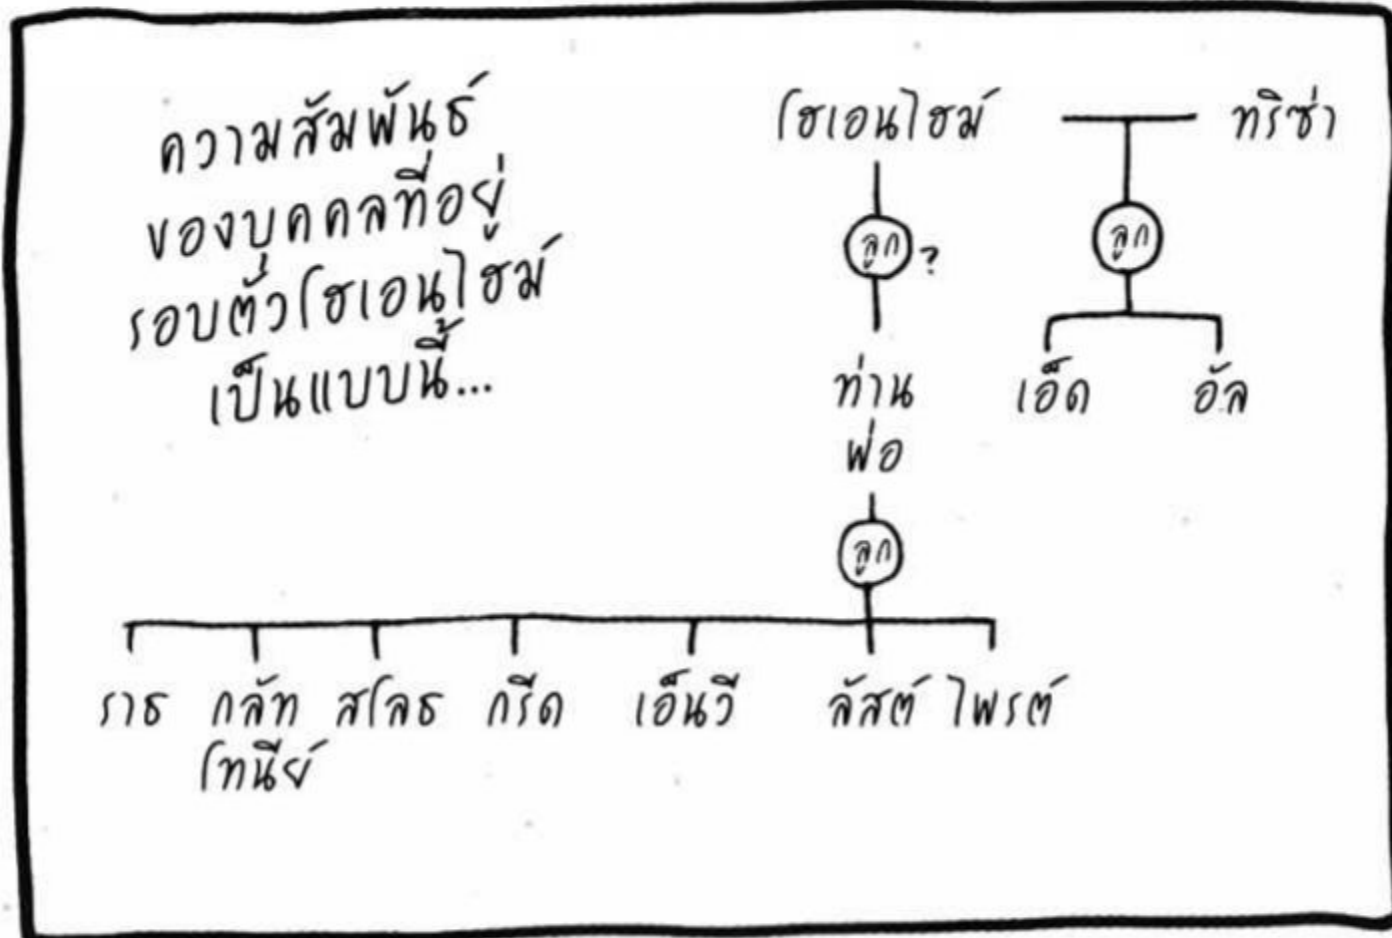 ความสัมพันธ์
ของบุคคลที่อยู่
รอบตัวโฮเอนไฮม์
เป็นแบบนี้...
โฮเอนไฮม์ ทริซ่า
ลูก? ลูก
ท่าน
พ่อ
เอ็ด อัล
ลูก
ราธ กลัท สโลธ กรีด เอ็นวี ลัสต์ ไพรต์
โทนีย์